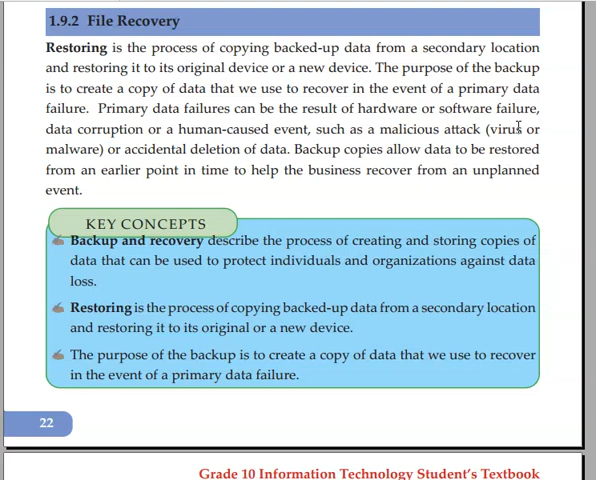 1.9.2 File Recovery
Restoring is the process of copying backed-up data from a secondary location
and restoring it to its original device or a new device. The purpose of the backup
is to create a copy of data that we use to recover in the event of a primary data
failure. Primary data failures can be the result of hardware or software failure,
data corruption or a human-caused event, such as a malicious attack (virus or
malware) or accidental deletion of data. Backup copies allow data to be restored
from an earlier point in time to help the business recover from an unplanned
event.
KEY CONCEPTS
Backup and recovery describe the process of creating and storing copies of
data that can be used to protect individuals and organizations against data
loss.
Restoring is the process of copying backed-up data from a secondary location
and restoring it to its original or a new device.
The purpose of the backup is to create a copy of data that we use to recover
in the event of a primary data failure.
22
Grade 10 Information Technology Student's Textbook